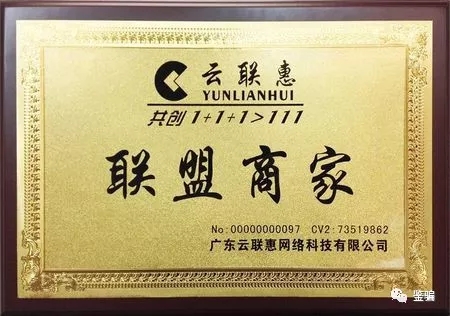 云联惠
YUNLIANHUI
共创 1+1+1>111
联盟商家
No:00000000097 CV2:73519862
广东云联惠网络科技有限公司
鉴骗